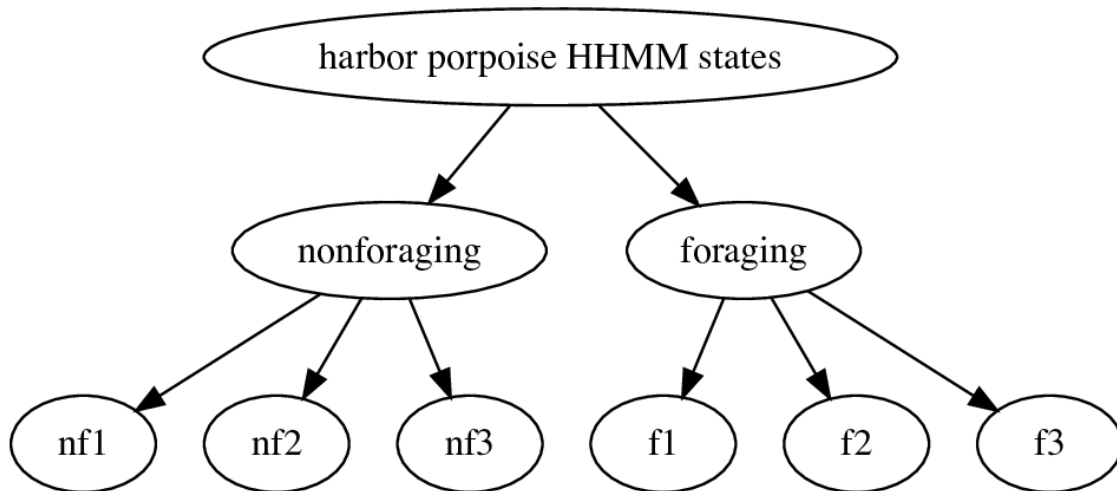 harbor porpoise HHMM states
nonforaging
foraging
nf1
nf2
nf3
f1
f2
f3